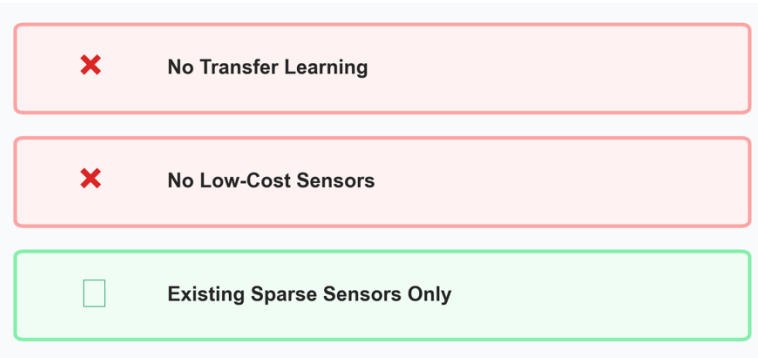 ❌ No Transfer Learning
❌ No Low-Cost Sensors
Existing Sparse Sensors Only